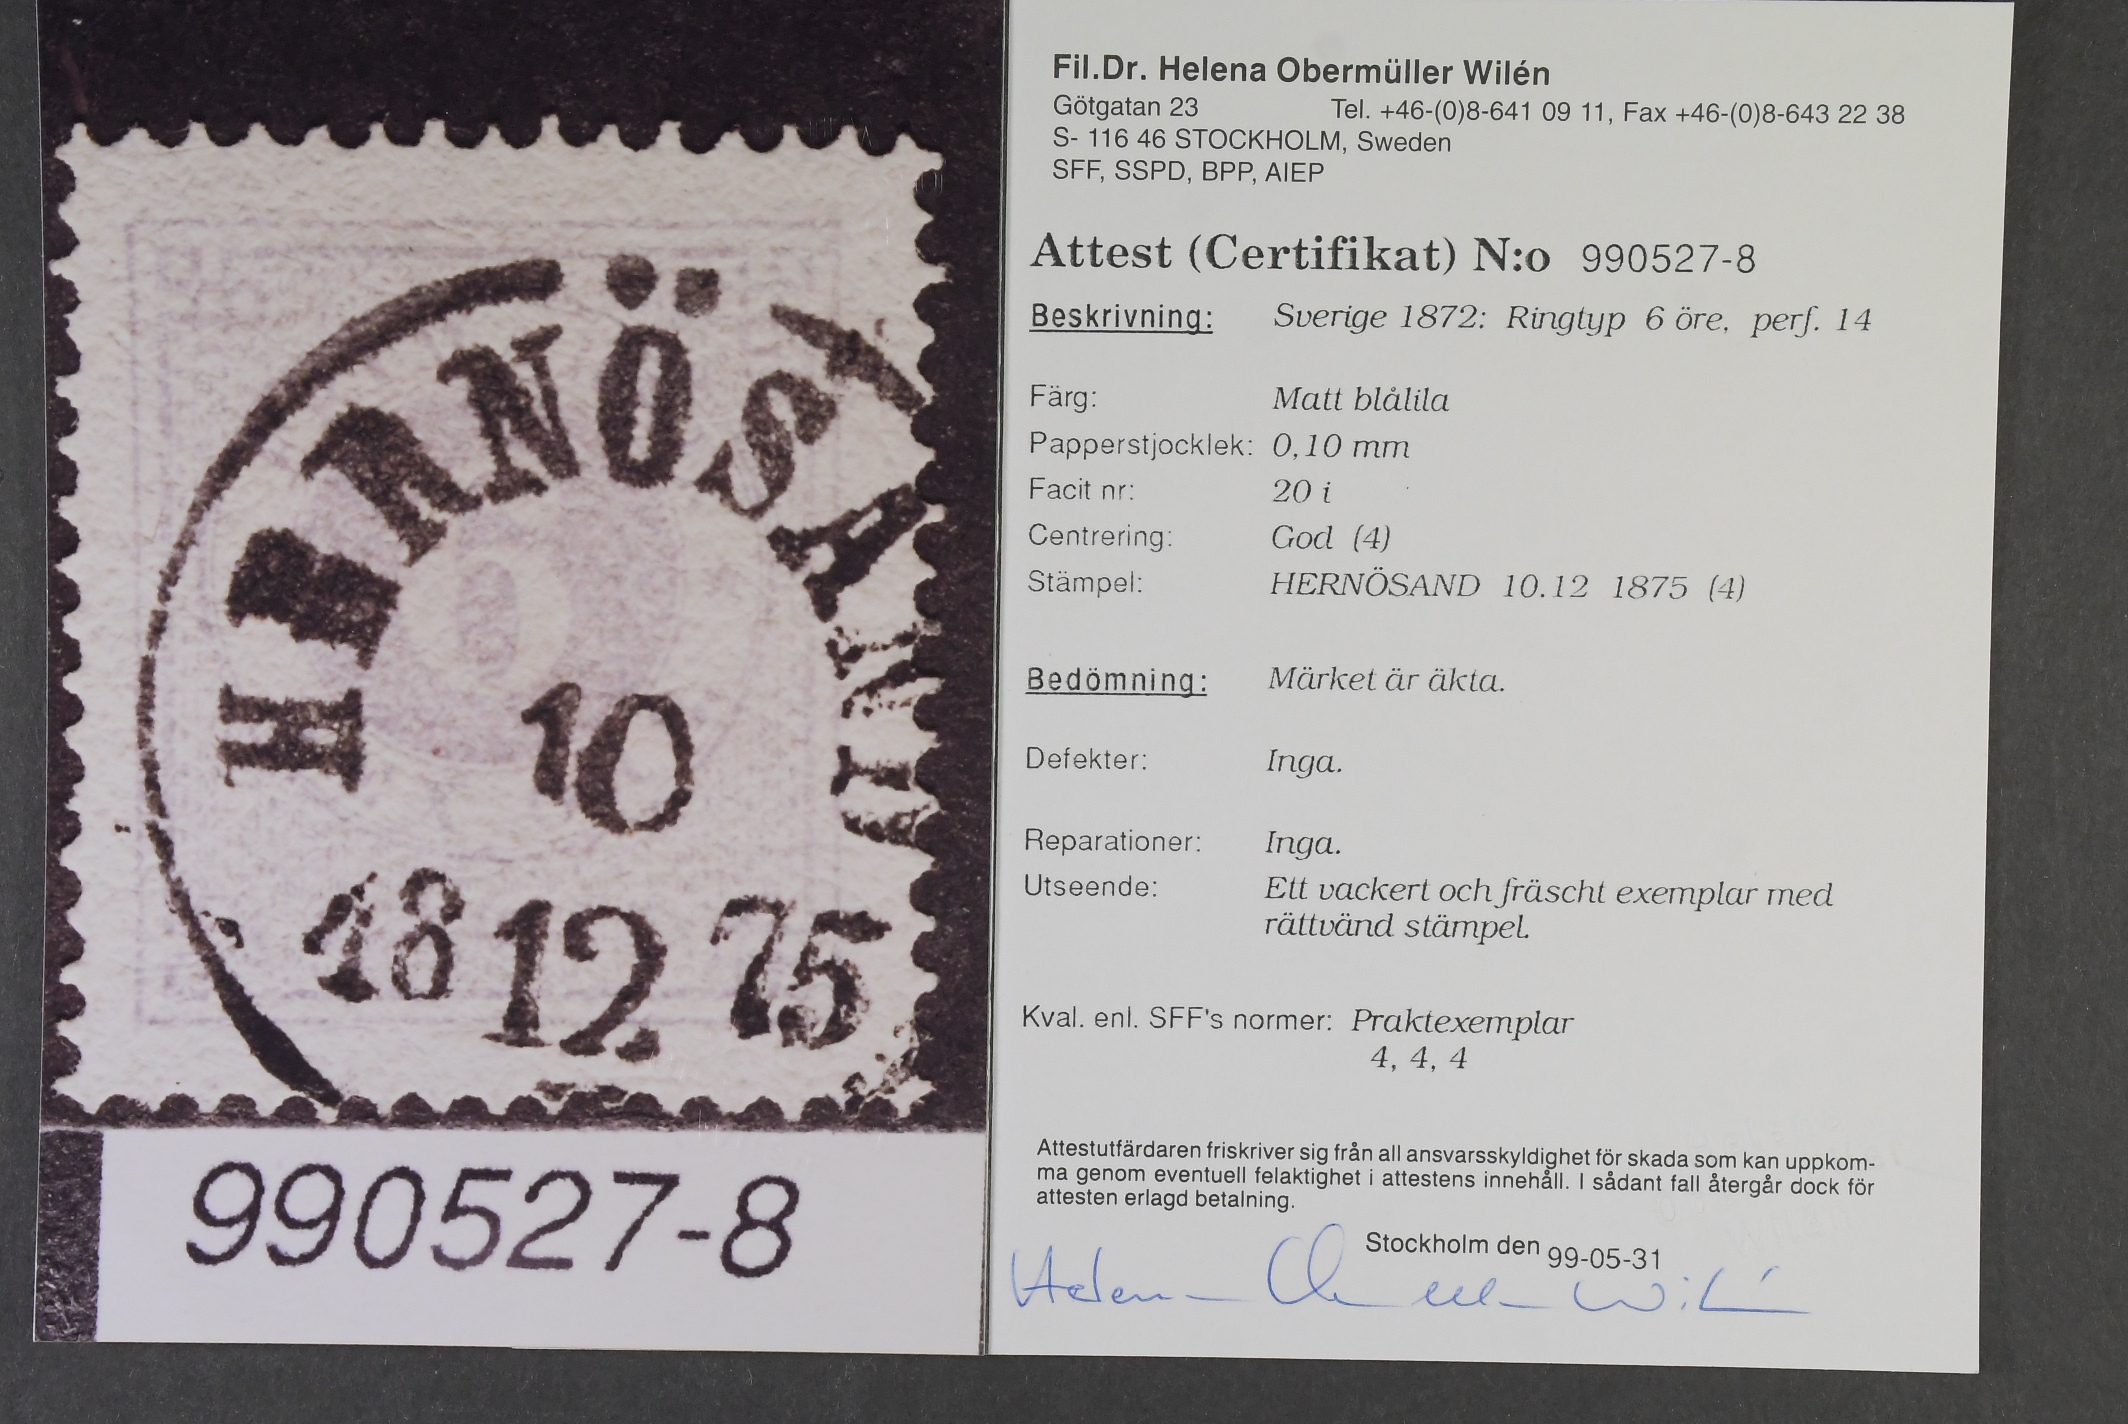 HERNÖSAND
10
18 12 75
990527-8
Fil.Dr. Helena Obermüller Wilén
Götgatan 23 Tel. +46-(0)8-641 09 11, Fax +46-(0)8-643 22 38
S- 116 46 STOCKHOLM, Sweden
SFF, SSPD, BPP, AIEP
Attest (Certifikat) N:o 990527-8
Beskrivning: Sverige 1872: Ringtyp 6 öre, perf. 14
Färg: Matt blålila
Papperstjocklek: 0,10 mm
Facit nr: 20 i
Centrering: God (4)
Stämpel: HERNÖSAND 10.12 1875 (4)
Bedömning: Märket är äkta.
Defekter: Inga.
Reparationer: Inga.
Utseende: Ett vackert och fräscht exemplar med
rättvänd stämpel.
Kval. enl. SFF's normer: Praktexemplar
4, 4, 4
Attestutfärdaren friskriver sig från all ansvarsskyldighet för skada som kan uppkom-
ma genom eventuell felaktighet i attestens innehåll. I sådant fall återgår dock för
attesten erlagd betalning.
Stockholm den 99-05-31
Helena Obermüller Wilén